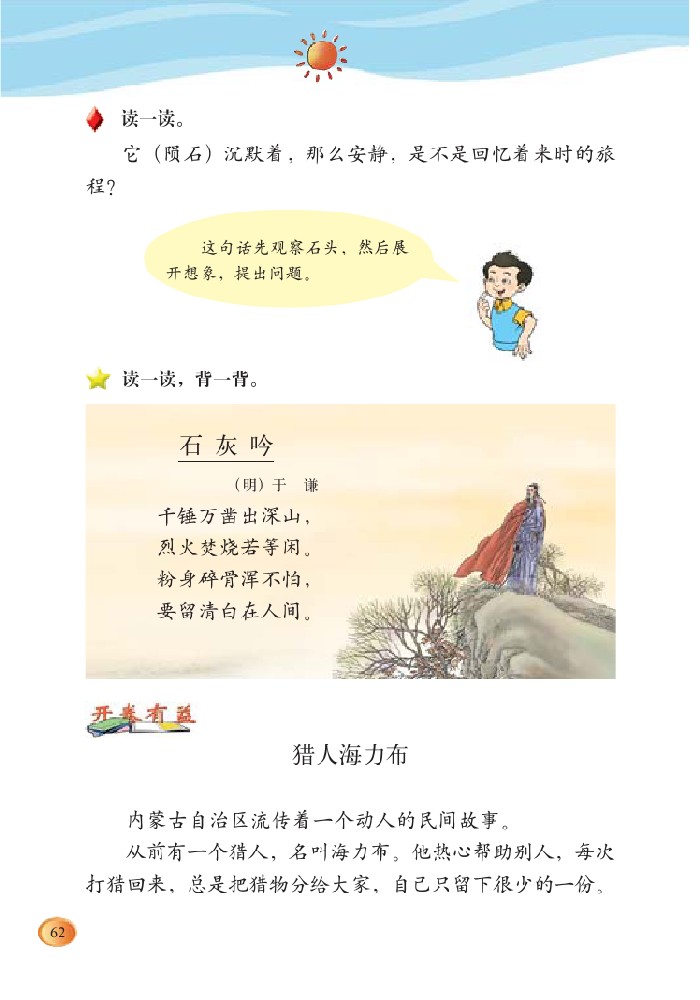 读一读。
它（陨石）沉默着，那么安静，是不是回忆着来时的旅
程？
这句话先观察石头，然后展
开想象，提出问题。
读一读，背一背。
石灰吟
（明）于　谦
千锤万凿出深山，
烈火焚烧若等闲。
粉身碎骨浑不怕，
要留清白在人间。
开卷有益
猎人海力布
内蒙古自治区流传着一个动人的民间故事。
从前有一个猎人，名叫海力布。他热心帮助别人，每次
打猎回来，总是把猎物分给大家，自己只留下很少的一份。
62